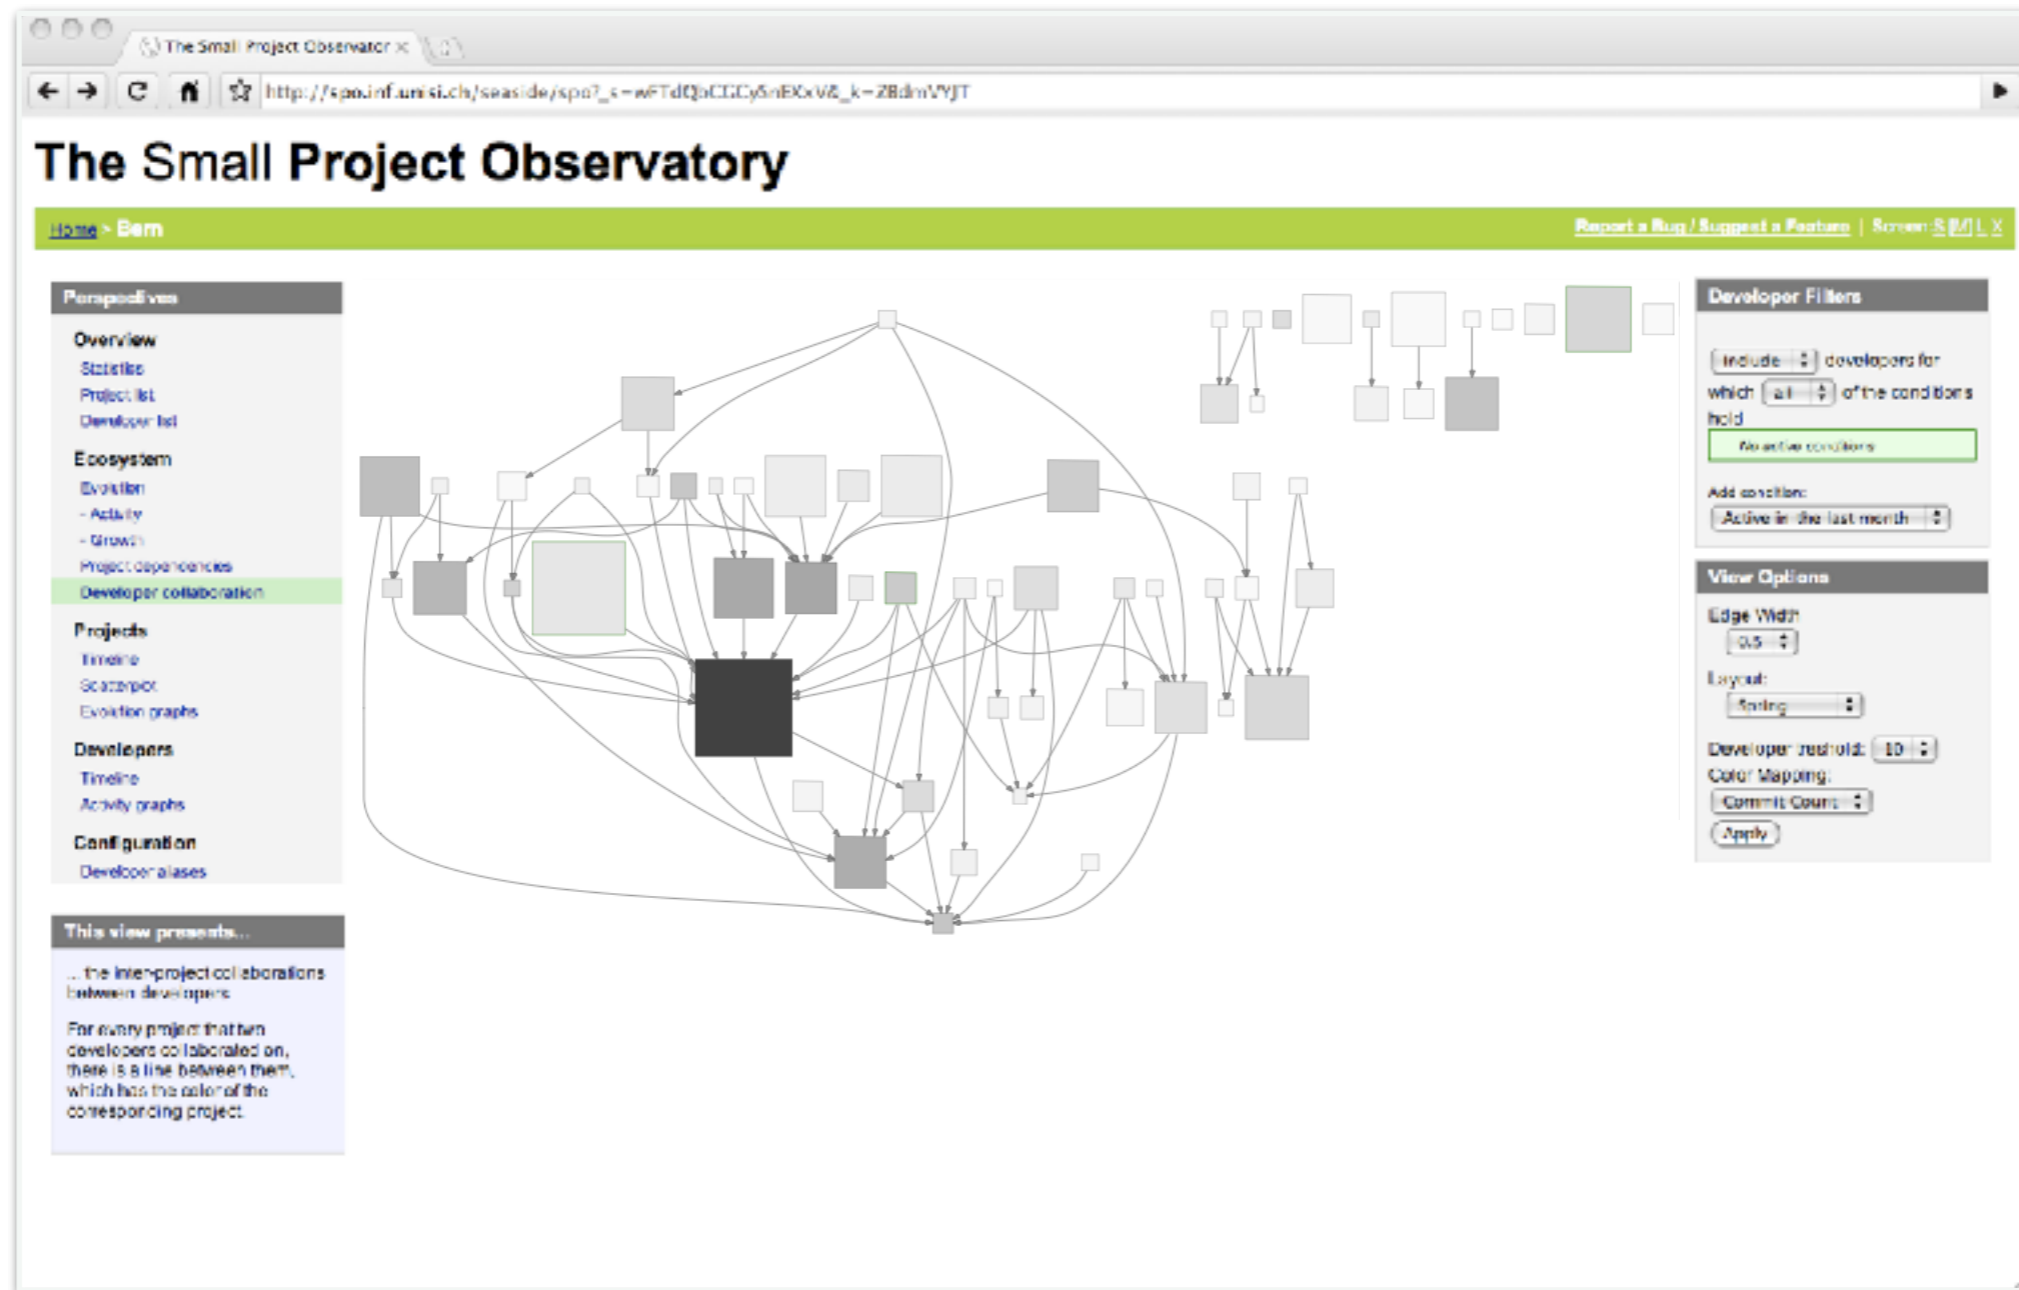 The Small Project Observator
The Small Project Observatory
Home > Bern
Report a Bug / Suggest a Feature | Screen: S [M] L X
Perspectives
Overview
Statistics
Project list
Developer list
Ecosystem
Evolution
- Activity
- Growth
Project dependencies
Developer collaboration
Projects
Timeline
Scatterplot
Evolution graphs
Developers
Timeline
Activity graphs
Configuration
Developer aliases
This view presents...
... the inter-project collaborations
between developers
For every project that two
developers collaborated on,
there is a line between them,
which has the color of the
corresponding project.
Developer Filters
include developers for
which all of the conditions
hold
No active conditions
Add condition:
Active in the last month
View Options
Edge Width
0.5
Layout:
Spring
Developer treshold: 10
Color Mapping:
Commit Count
Apply